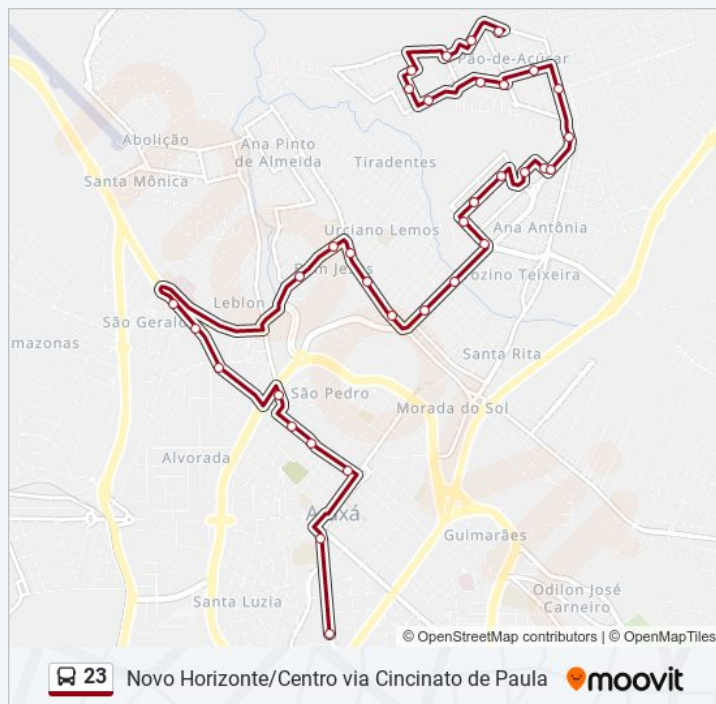 Pão-de-Açúcar
Abolição
Ana Pinto
de Almeida
Tiradentes
Santa Mônica
Urciano Lemos
Ana Antônia
Bom Jesus
ozino Teixeira
Leblon
São Geraldo
mazonas
Santa Rita
São Pedro
Morada do Sol
Alvorada
Araxá
Guimarães
Odilon José
Carneiro
Santa Luzia
© OpenStreetMap contributors | © OpenMapTiles
23 Novo Horizonte/Centro via Cincinato de Paula moovit